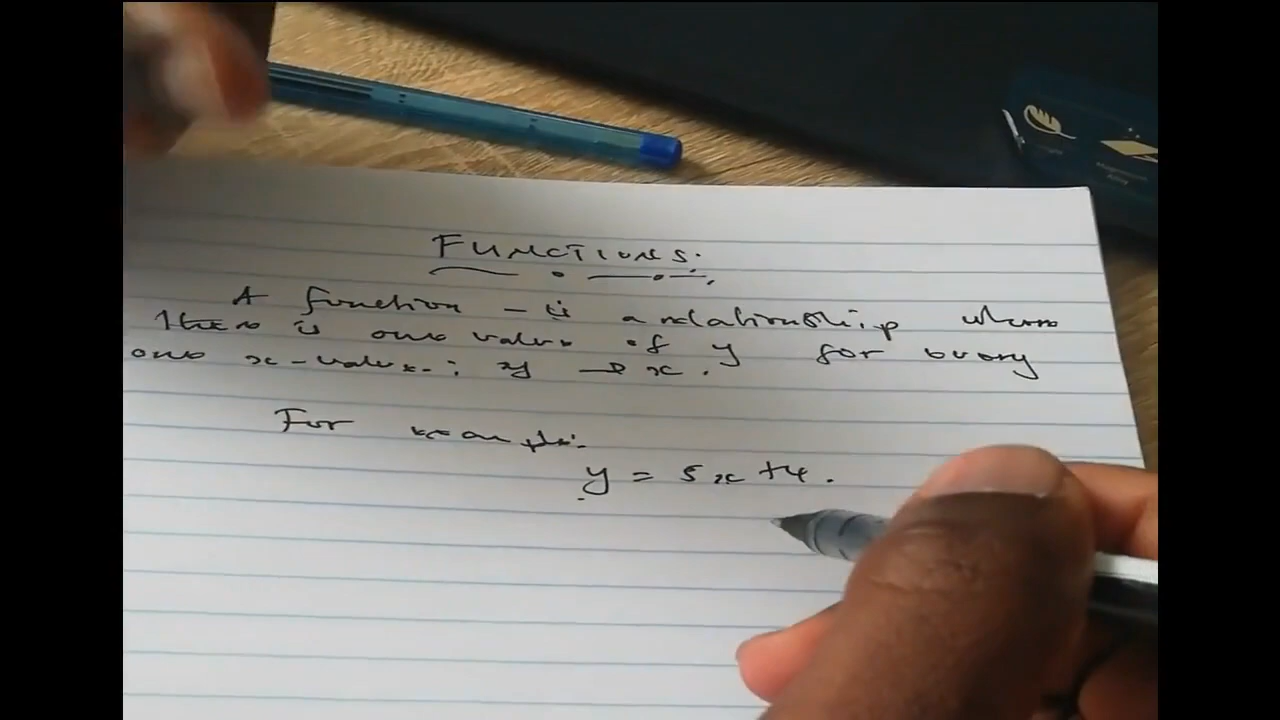 FUNCTIONS:
A function - is a relationship where
there is one value of y for every
one x-value. : y → x.
For example:
y = 5x + 4.